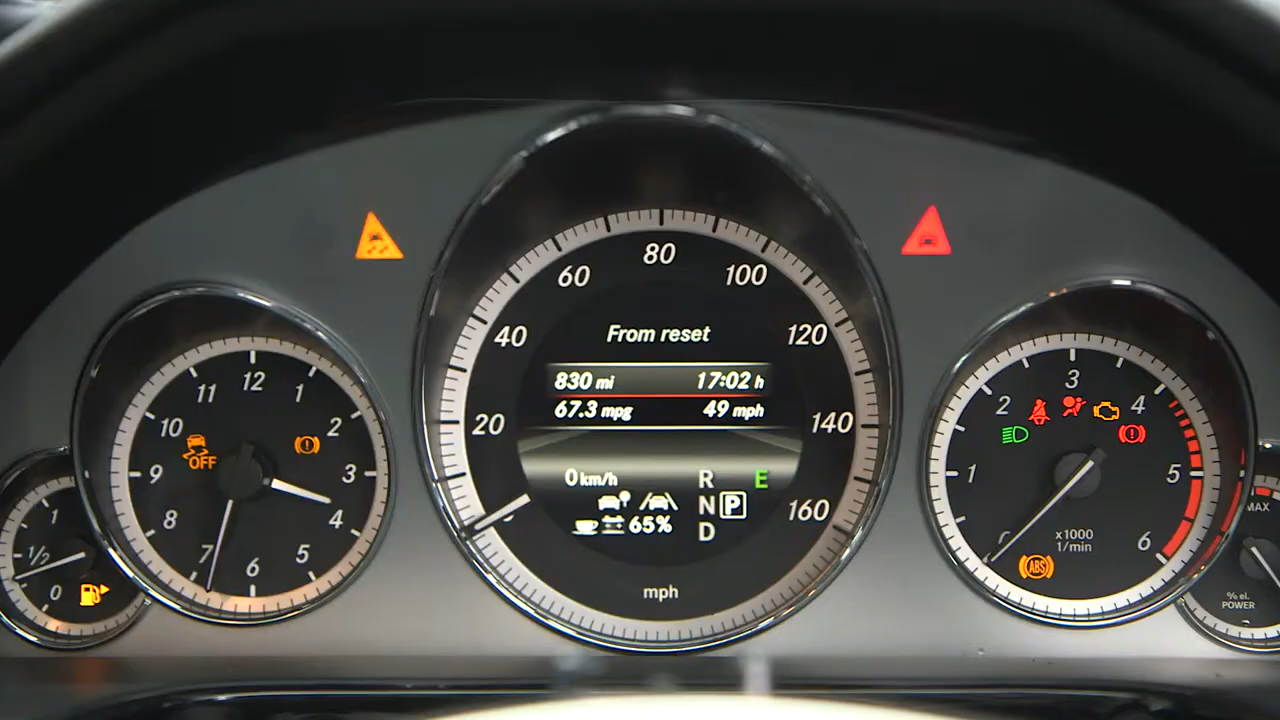 80
60 100
40 120
20 140
160
From reset
830 mi 17:02 h
67.3 mpg 49 mph
0 km/h R E
N P
65% D
mph
12
11 1
10 2
9 3
8 4
7 5
6
OFF
1
1/2
0
3
2 4
1 5
6
x1000
1/min
ABS
MAX
% el.
POWER